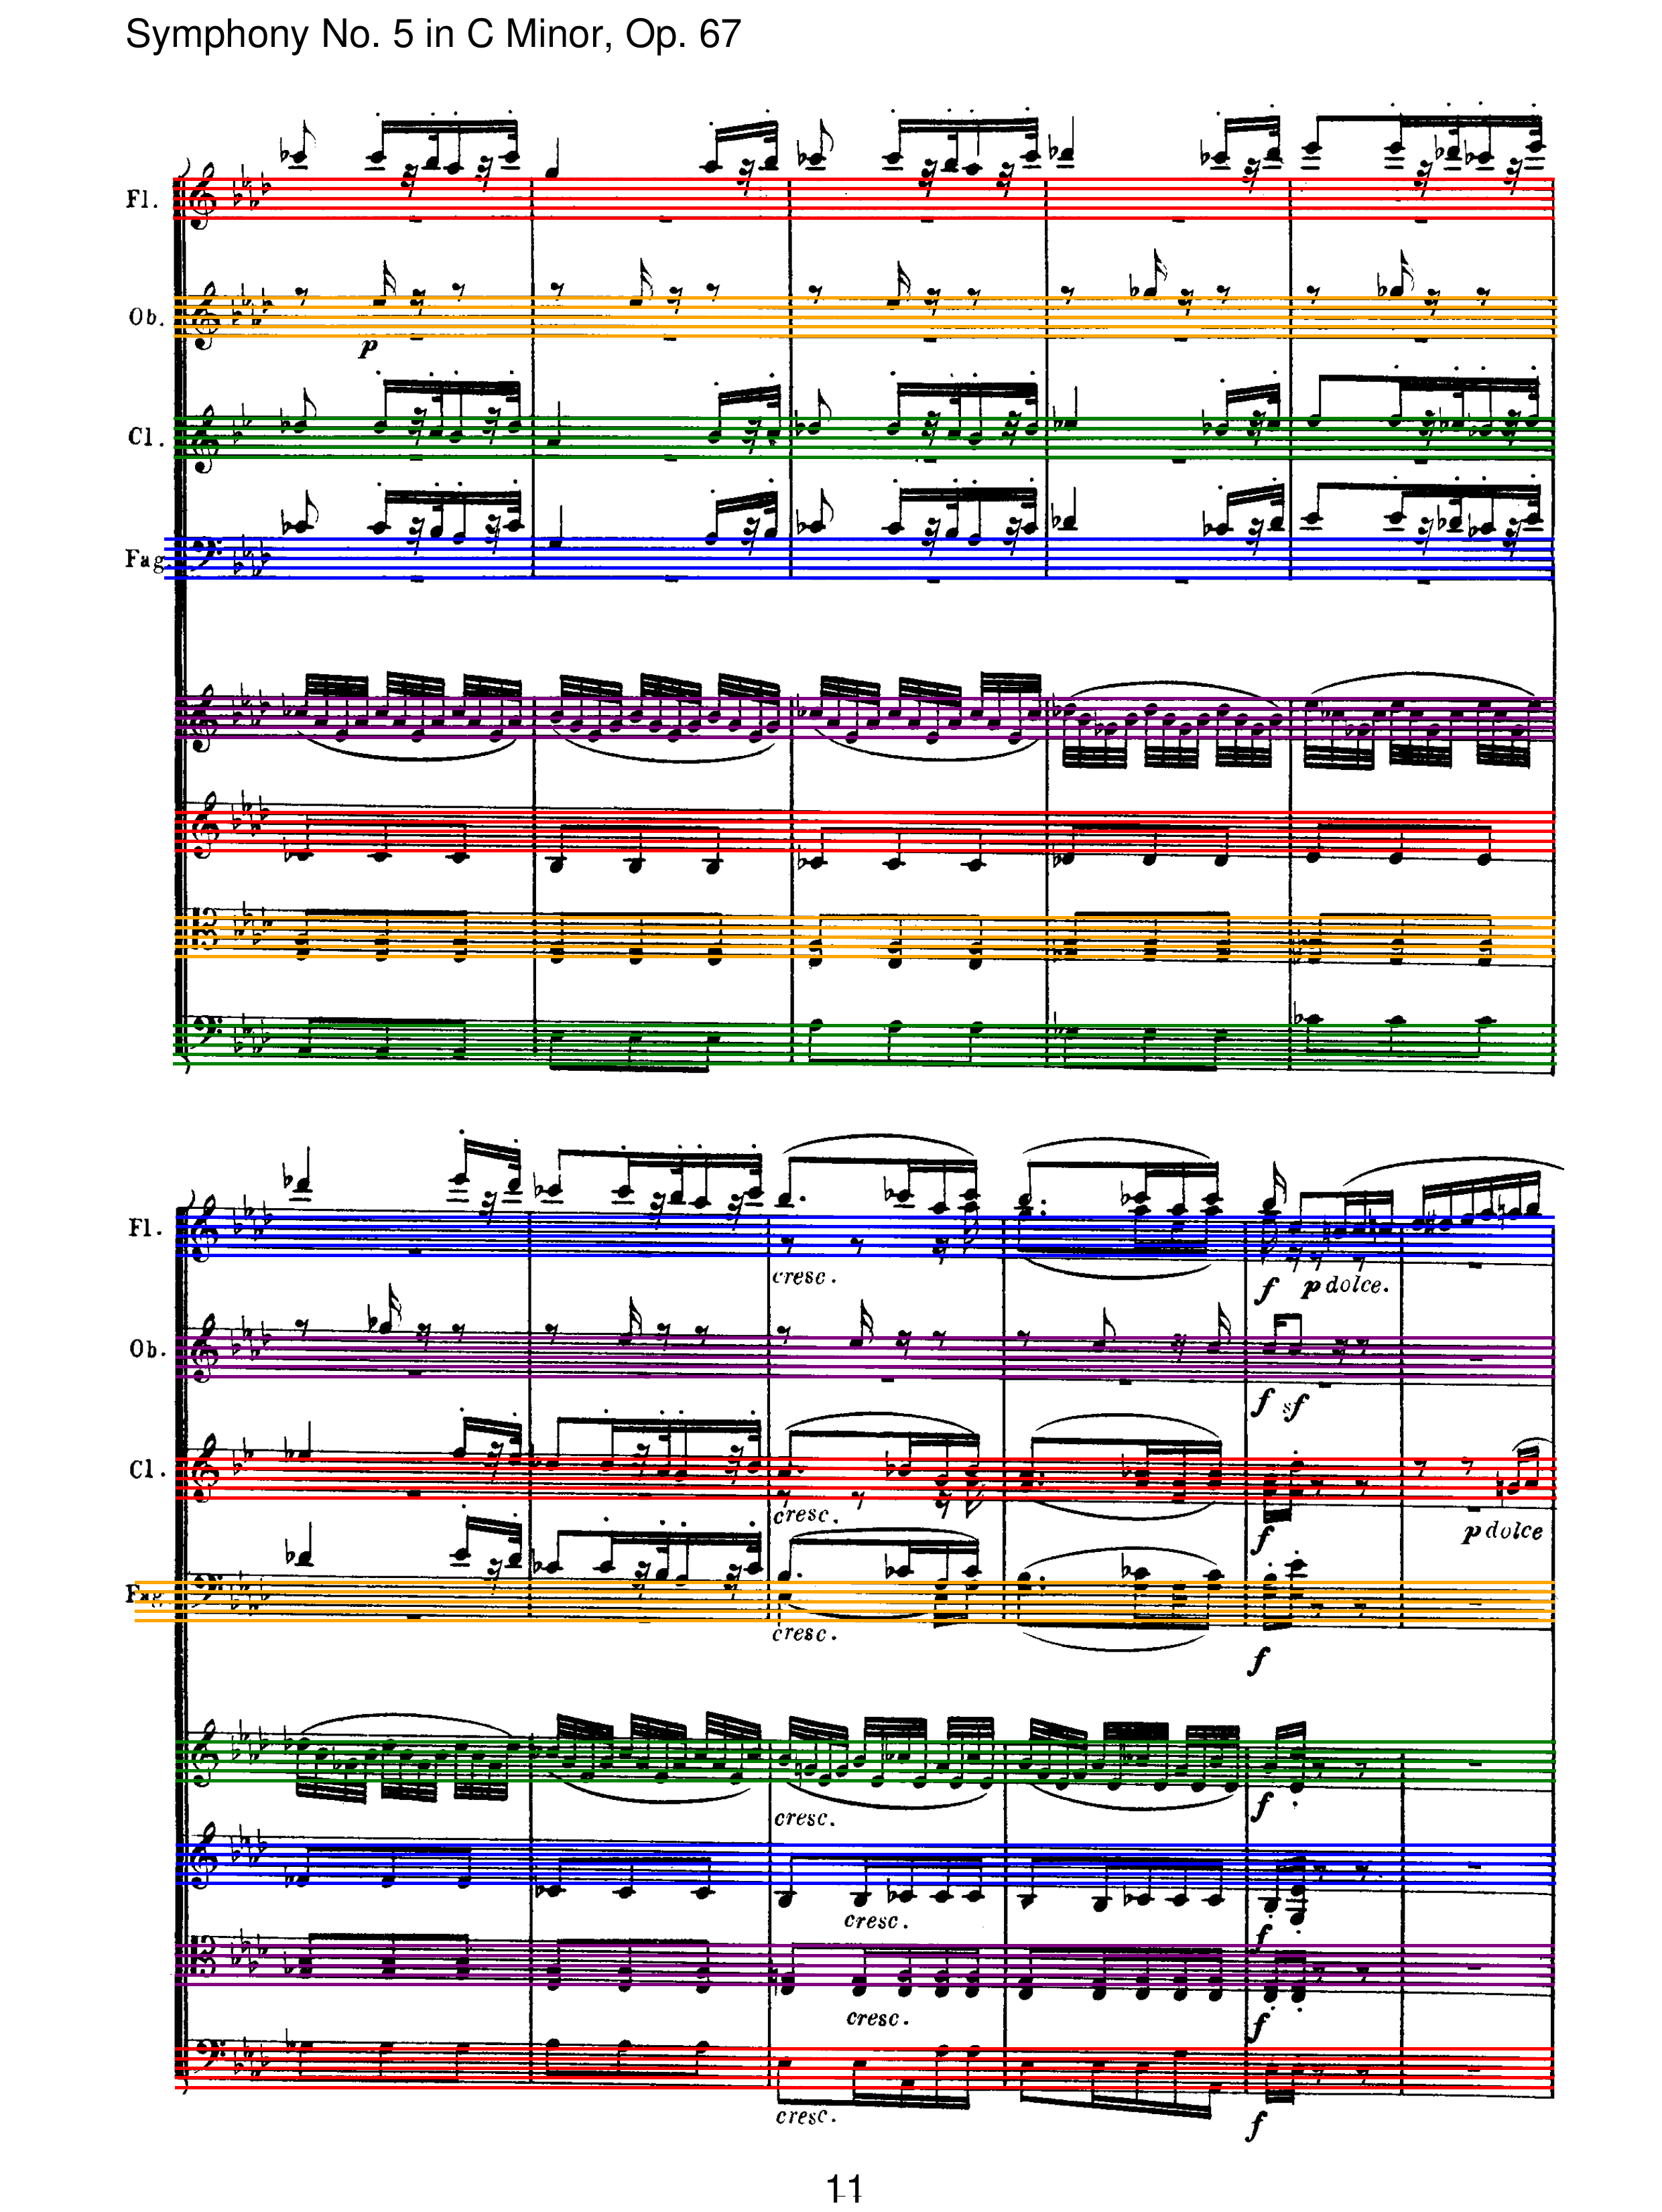 Symphony No. 5 in C Minor, Op. 67
Fl.
Ob.
p
Cl.
Fag.
Fl.
cresc.
f
p dolce.
Ob.
f sf
Cl.
cresc.
f
p dolce
Fag.
cresc.
f
cresc.
f
cresc.
f
cresc.
f
cresc.
f
11